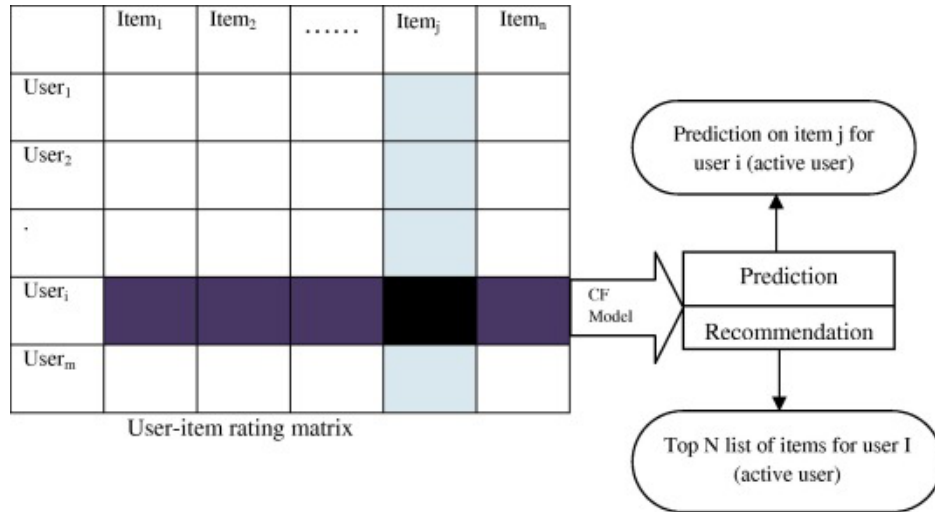 Item₁ Item₂ ...... Itemⱼ Itemₙ
User₁
User₂
.
Userᵢ
Userₘ
User-item rating matrix
CF
Model
Prediction on item j for
user i (active user)
Prediction
Recommendation
Top N list of items for user I
(active user)